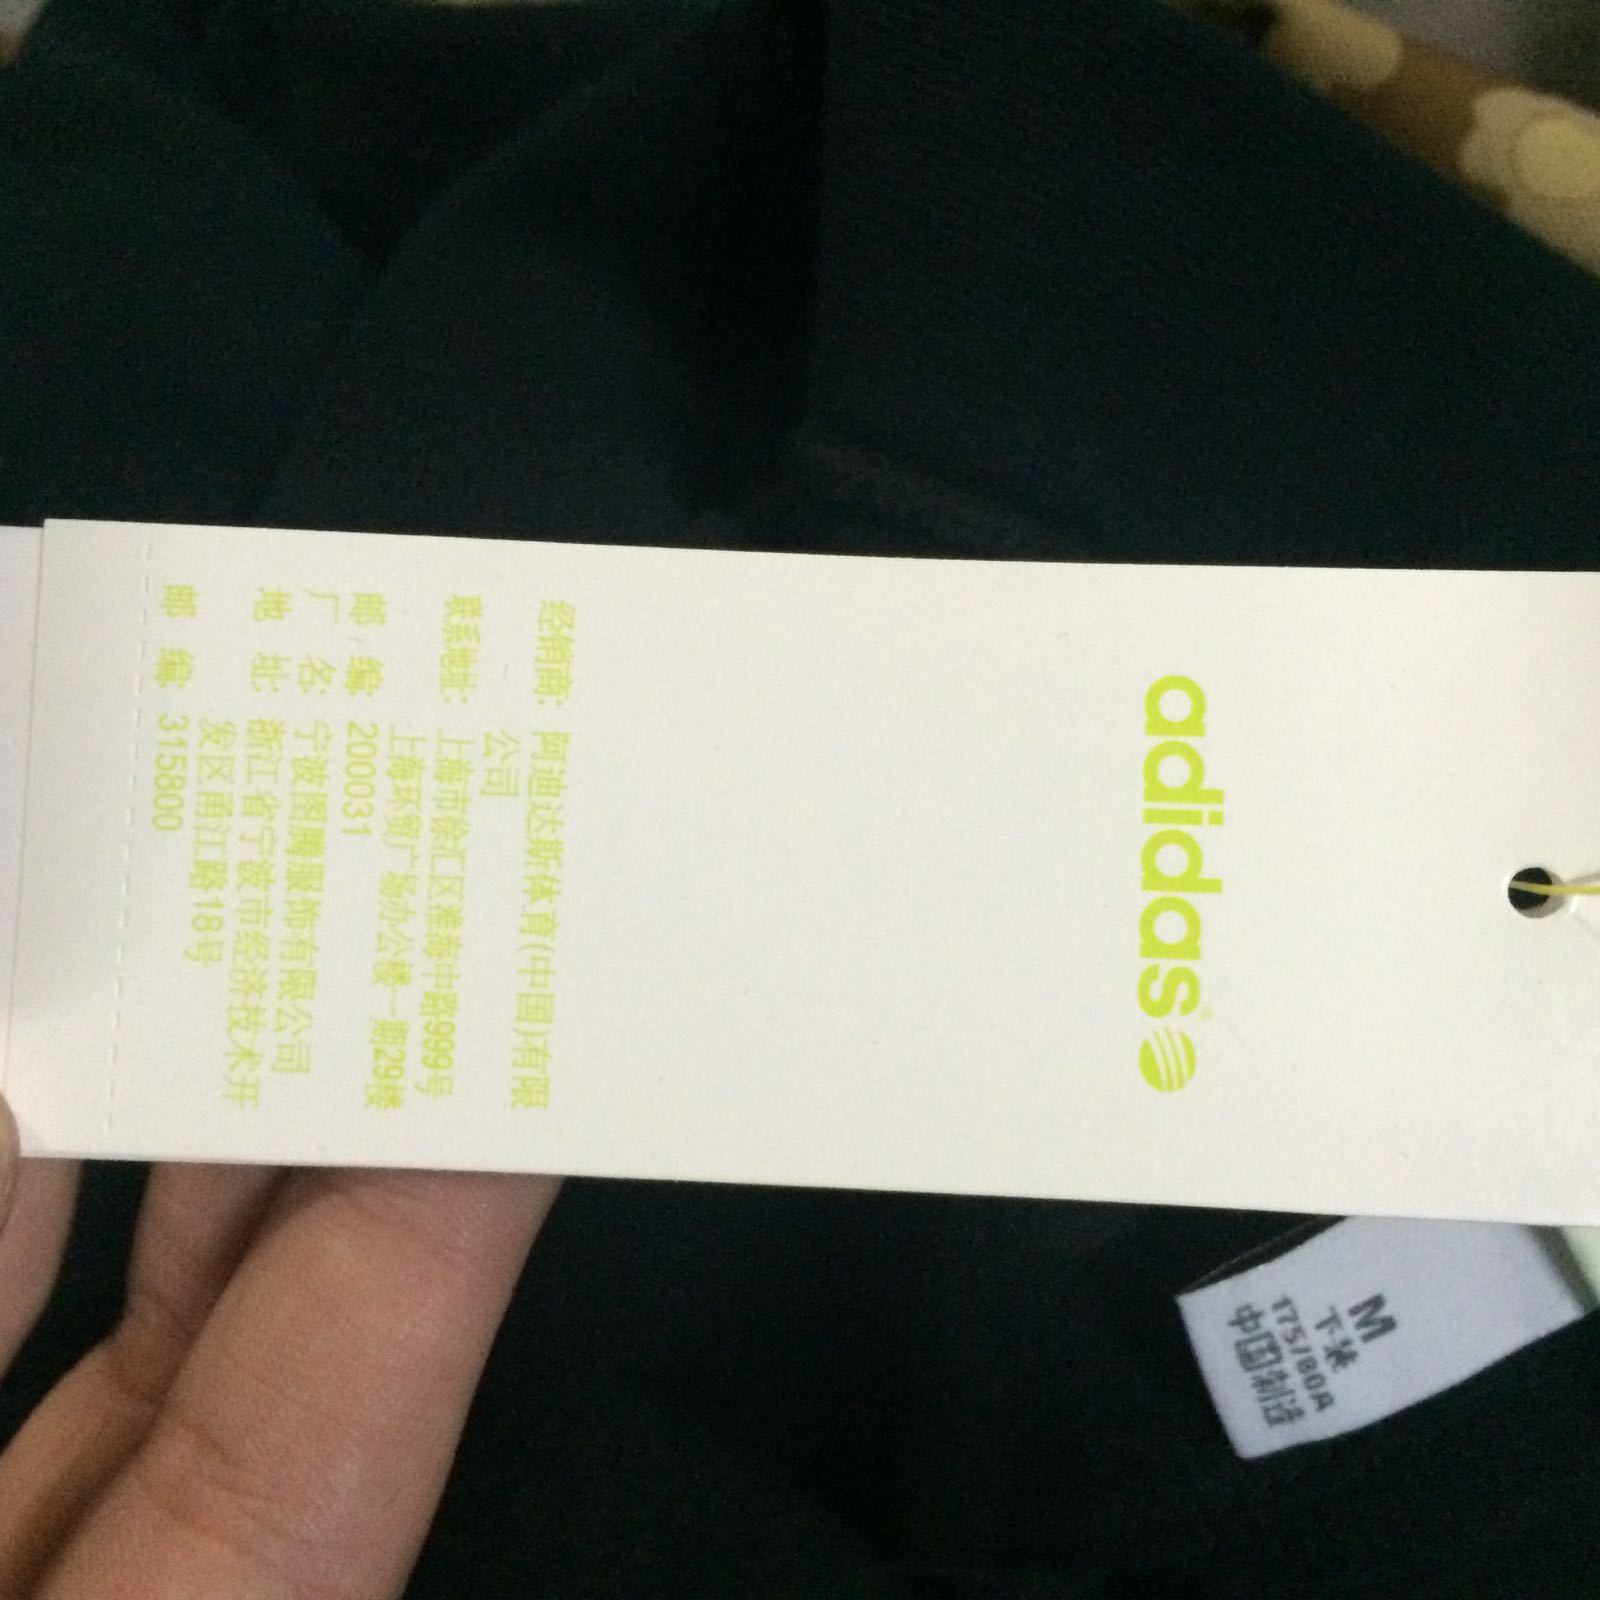 adidas
经销商: 阿迪达斯体育(中国)有限
公司
联系地址: 上海市徐汇区淮海中路999号
上海环贸广场办公楼一期29楼
邮 编: 200031
厂 名: 宁波图腾服饰有限公司
地 址: 浙江省宁波市经济技术开
发区甬江路18号
邮 编: 315800
M
下装
175/80A
中国制造